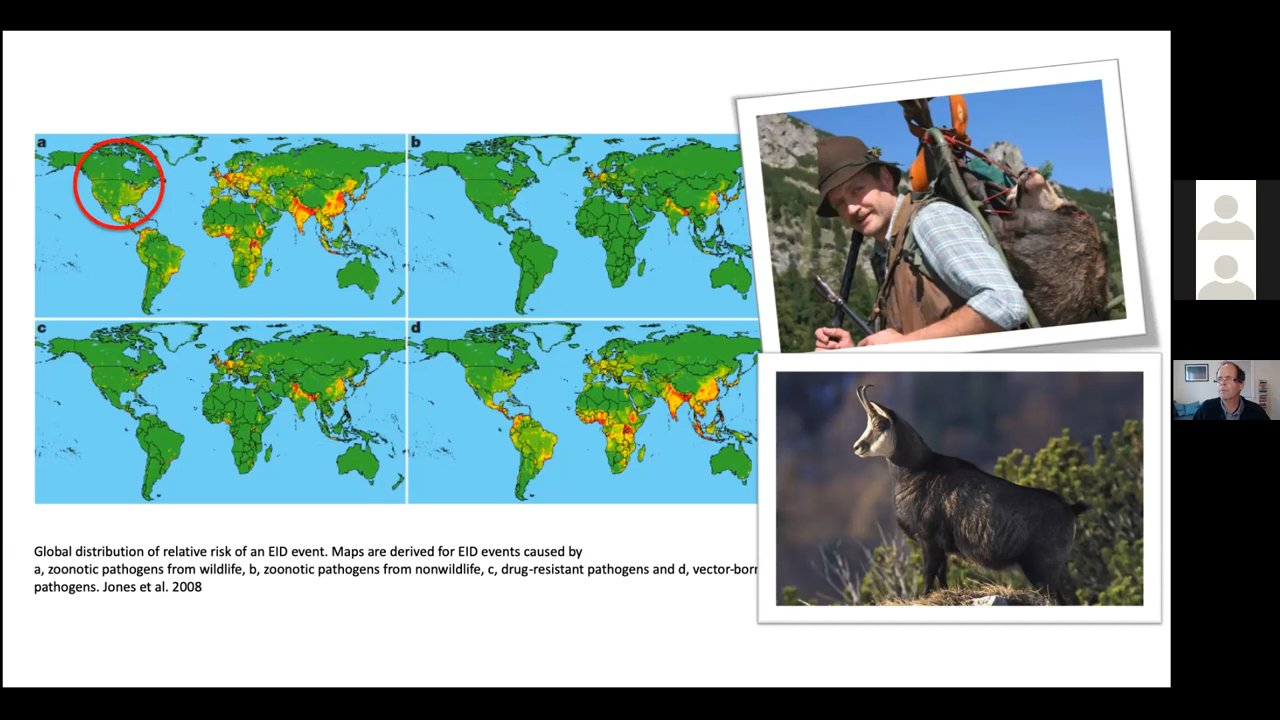 a
b
c
d
Global distribution of relative risk of an EID event. Maps are derived for EID events caused by
a, zoonotic pathogens from wildlife, b, zoonotic pathogens from nonwildlife, c, drug-resistant pathogens and d, vector-born
pathogens. Jones et al. 2008